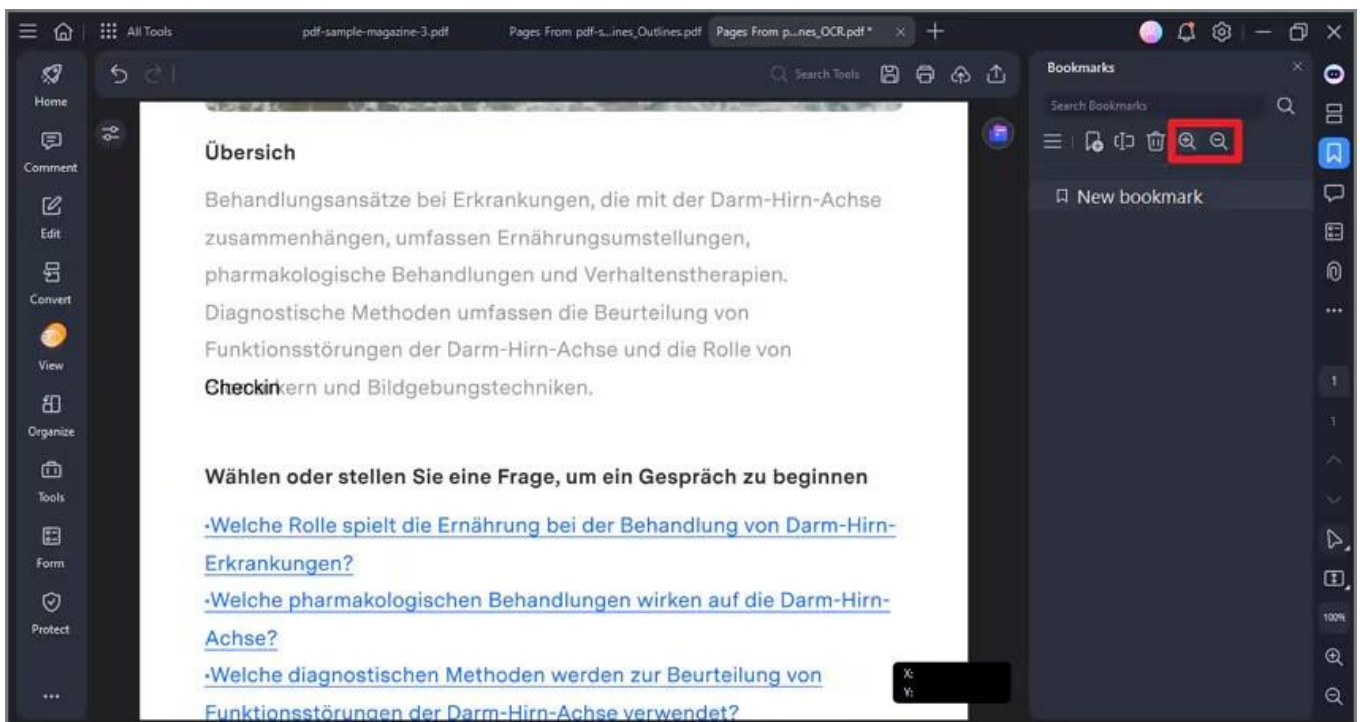 All Tools
pdf-sample-magazine-3.pdf
Pages From pdf-s...ines_Outlines.pdf
Pages From p...nes_OCR.pdf *
Search Tools
Home
Comment
Edit
Convert
View
Organize
Tools
Form
Protect
Übersich
Behandlungsansätze bei Erkrankungen, die mit der Darm-Hirn-Achse
zusammenhängen, umfassen Ernährungsumstellungen,
pharmakologische Behandlungen und Verhaltenstherapien.
Diagnostische Methoden umfassen die Beurteilung von
Funktionsstörungen der Darm-Hirn-Achse und die Rolle von
Checkin kern und Bildgebungstechniken.
Wählen oder stellen Sie eine Frage, um ein Gespräch zu beginnen
•Welche Rolle spielt die Ernährung bei der Behandlung von Darm-Hirn-
Erkrankungen?
•Welche pharmakologischen Behandlungen wirken auf die Darm-Hirn-
Achse?
•Welche diagnostischen Methoden werden zur Beurteilung von
Funktionsstörungen der Darm-Hirn-Achse verwendet?
X:
Y:
Bookmarks
Search Bookmarks
New bookmark
1
1
100%